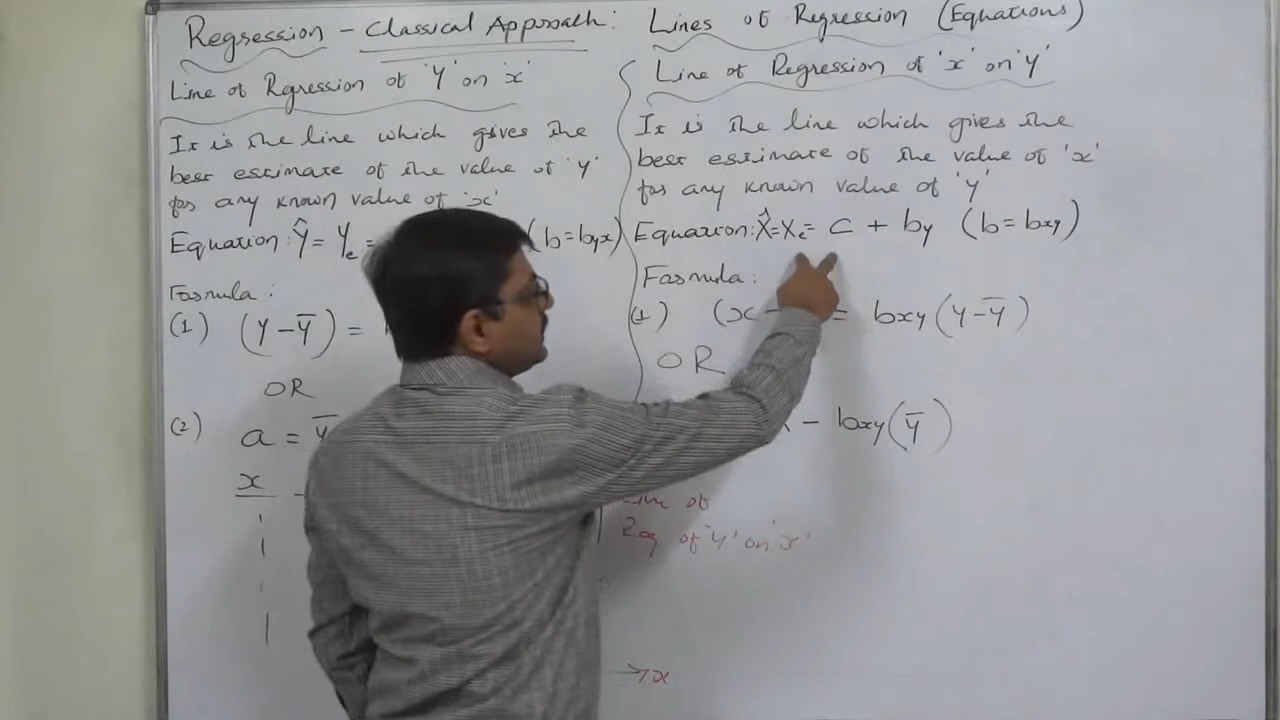 Regression - Classical Approach: Lines of Regression (Equations)
Line of Regression of 'Y' on 'x'
It is the line which gives the
best estimate of the value of 'Y'
for any known value of 'x'
Equation: Ŷ = Yₑ = (b = byx)
Formula:
(1) (Y - Y̅) =
OR
(2) a = Y̅
x
Line of Regression of 'x' on 'Y'
It is the line which gives the
best estimate of the value of 'x'
for any known value of 'Y'
Equation: X̂ = Xₑ = C + by (b = bxy)
Formula:
(1) (x - = bxy (Y - Y̅)
OR
- bxy (Y̅)
Line of
Reg of 'Y' on 'x'
→ x